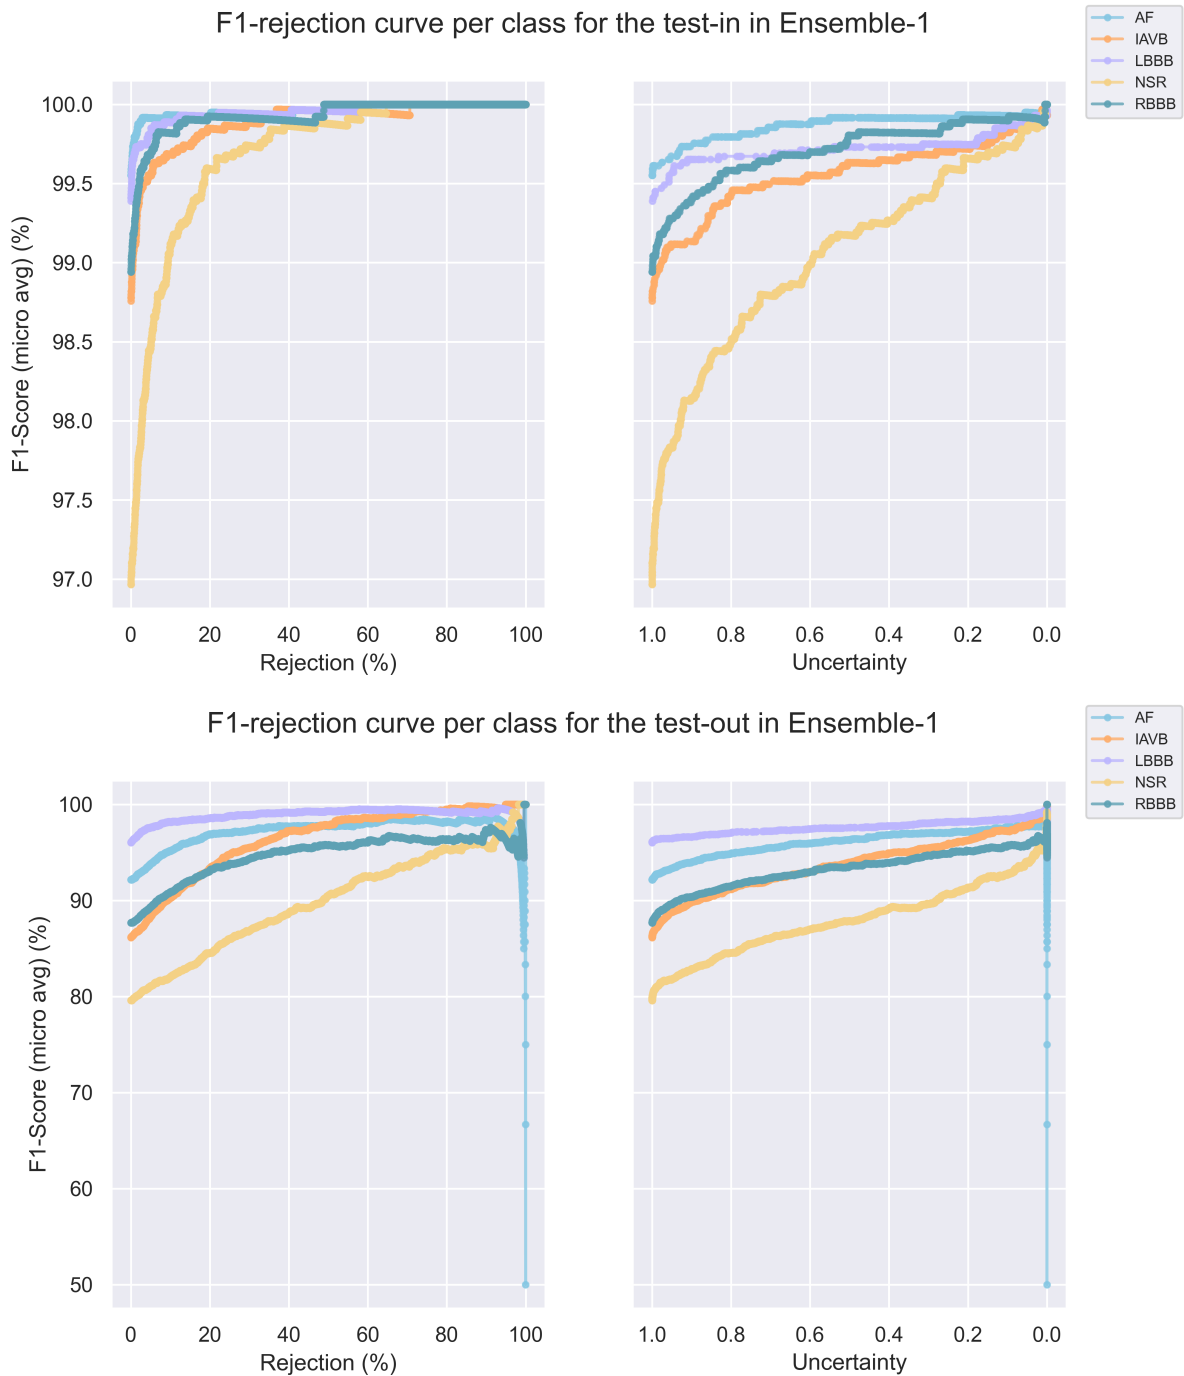 F1-rejection curve per class for the test-in in Ensemble-1
AF
IAVB
LBBB
NSR
RBBB
F1-Score (micro avg) (%)
100.0
99.5
99.0
98.5
98.0
97.5
97.0
0 20 40 60 80 100
Rejection (%)
1.0 0.8 0.6 0.4 0.2 0.0
Uncertainty
F1-rejection curve per class for the test-out in Ensemble-1
AF
IAVB
LBBB
NSR
RBBB
F1-Score (micro avg) (%)
100
90
80
70
60
50
0 20 40 60 80 100
Rejection (%)
1.0 0.8 0.6 0.4 0.2 0.0
Uncertainty